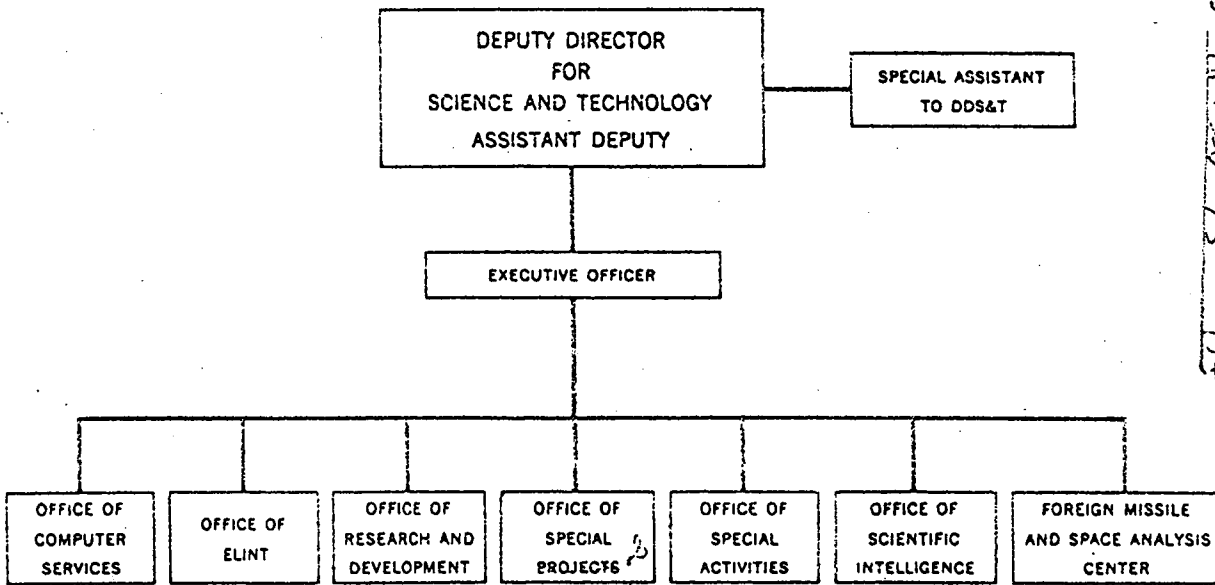 DEPUTY DIRECTOR
FOR
SCIENCE AND TECHNOLOGY
ASSISTANT DEPUTY
SPECIAL ASSISTANT
TO DDS&T
EXECUTIVE OFFICER
OFFICE OF
COMPUTER
SERVICES
OFFICE OF
ELINT
OFFICE OF
RESEARCH AND
DEVELOPMENT
OFFICE OF
SPECIAL
PROJECTS
OFFICE OF
SPECIAL
ACTIVITIES
OFFICE OF
SCIENTIFIC
INTELLIGENCE
FOREIGN MISSILE
AND SPACE ANALYSIS
CENTER